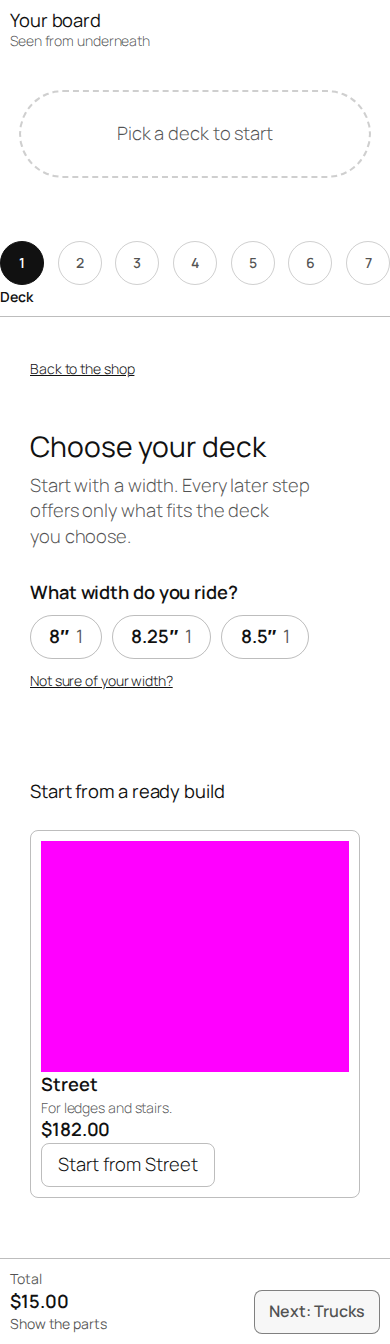 Your board
Seen from underneath
Pick a deck to start
1 2 3 4 5 6 7
Deck
Back to the shop
Choose your deck
Start with a width. Every later step
offers only what fits the deck
you choose.
What width do you ride?
8″ 1 8.25″ 1 8.5″ 1
Not sure of your width?
Start from a ready build
Street
For ledges and stairs.
$182.00
Start from Street
Total
$15.00
Show the parts
Next: Trucks